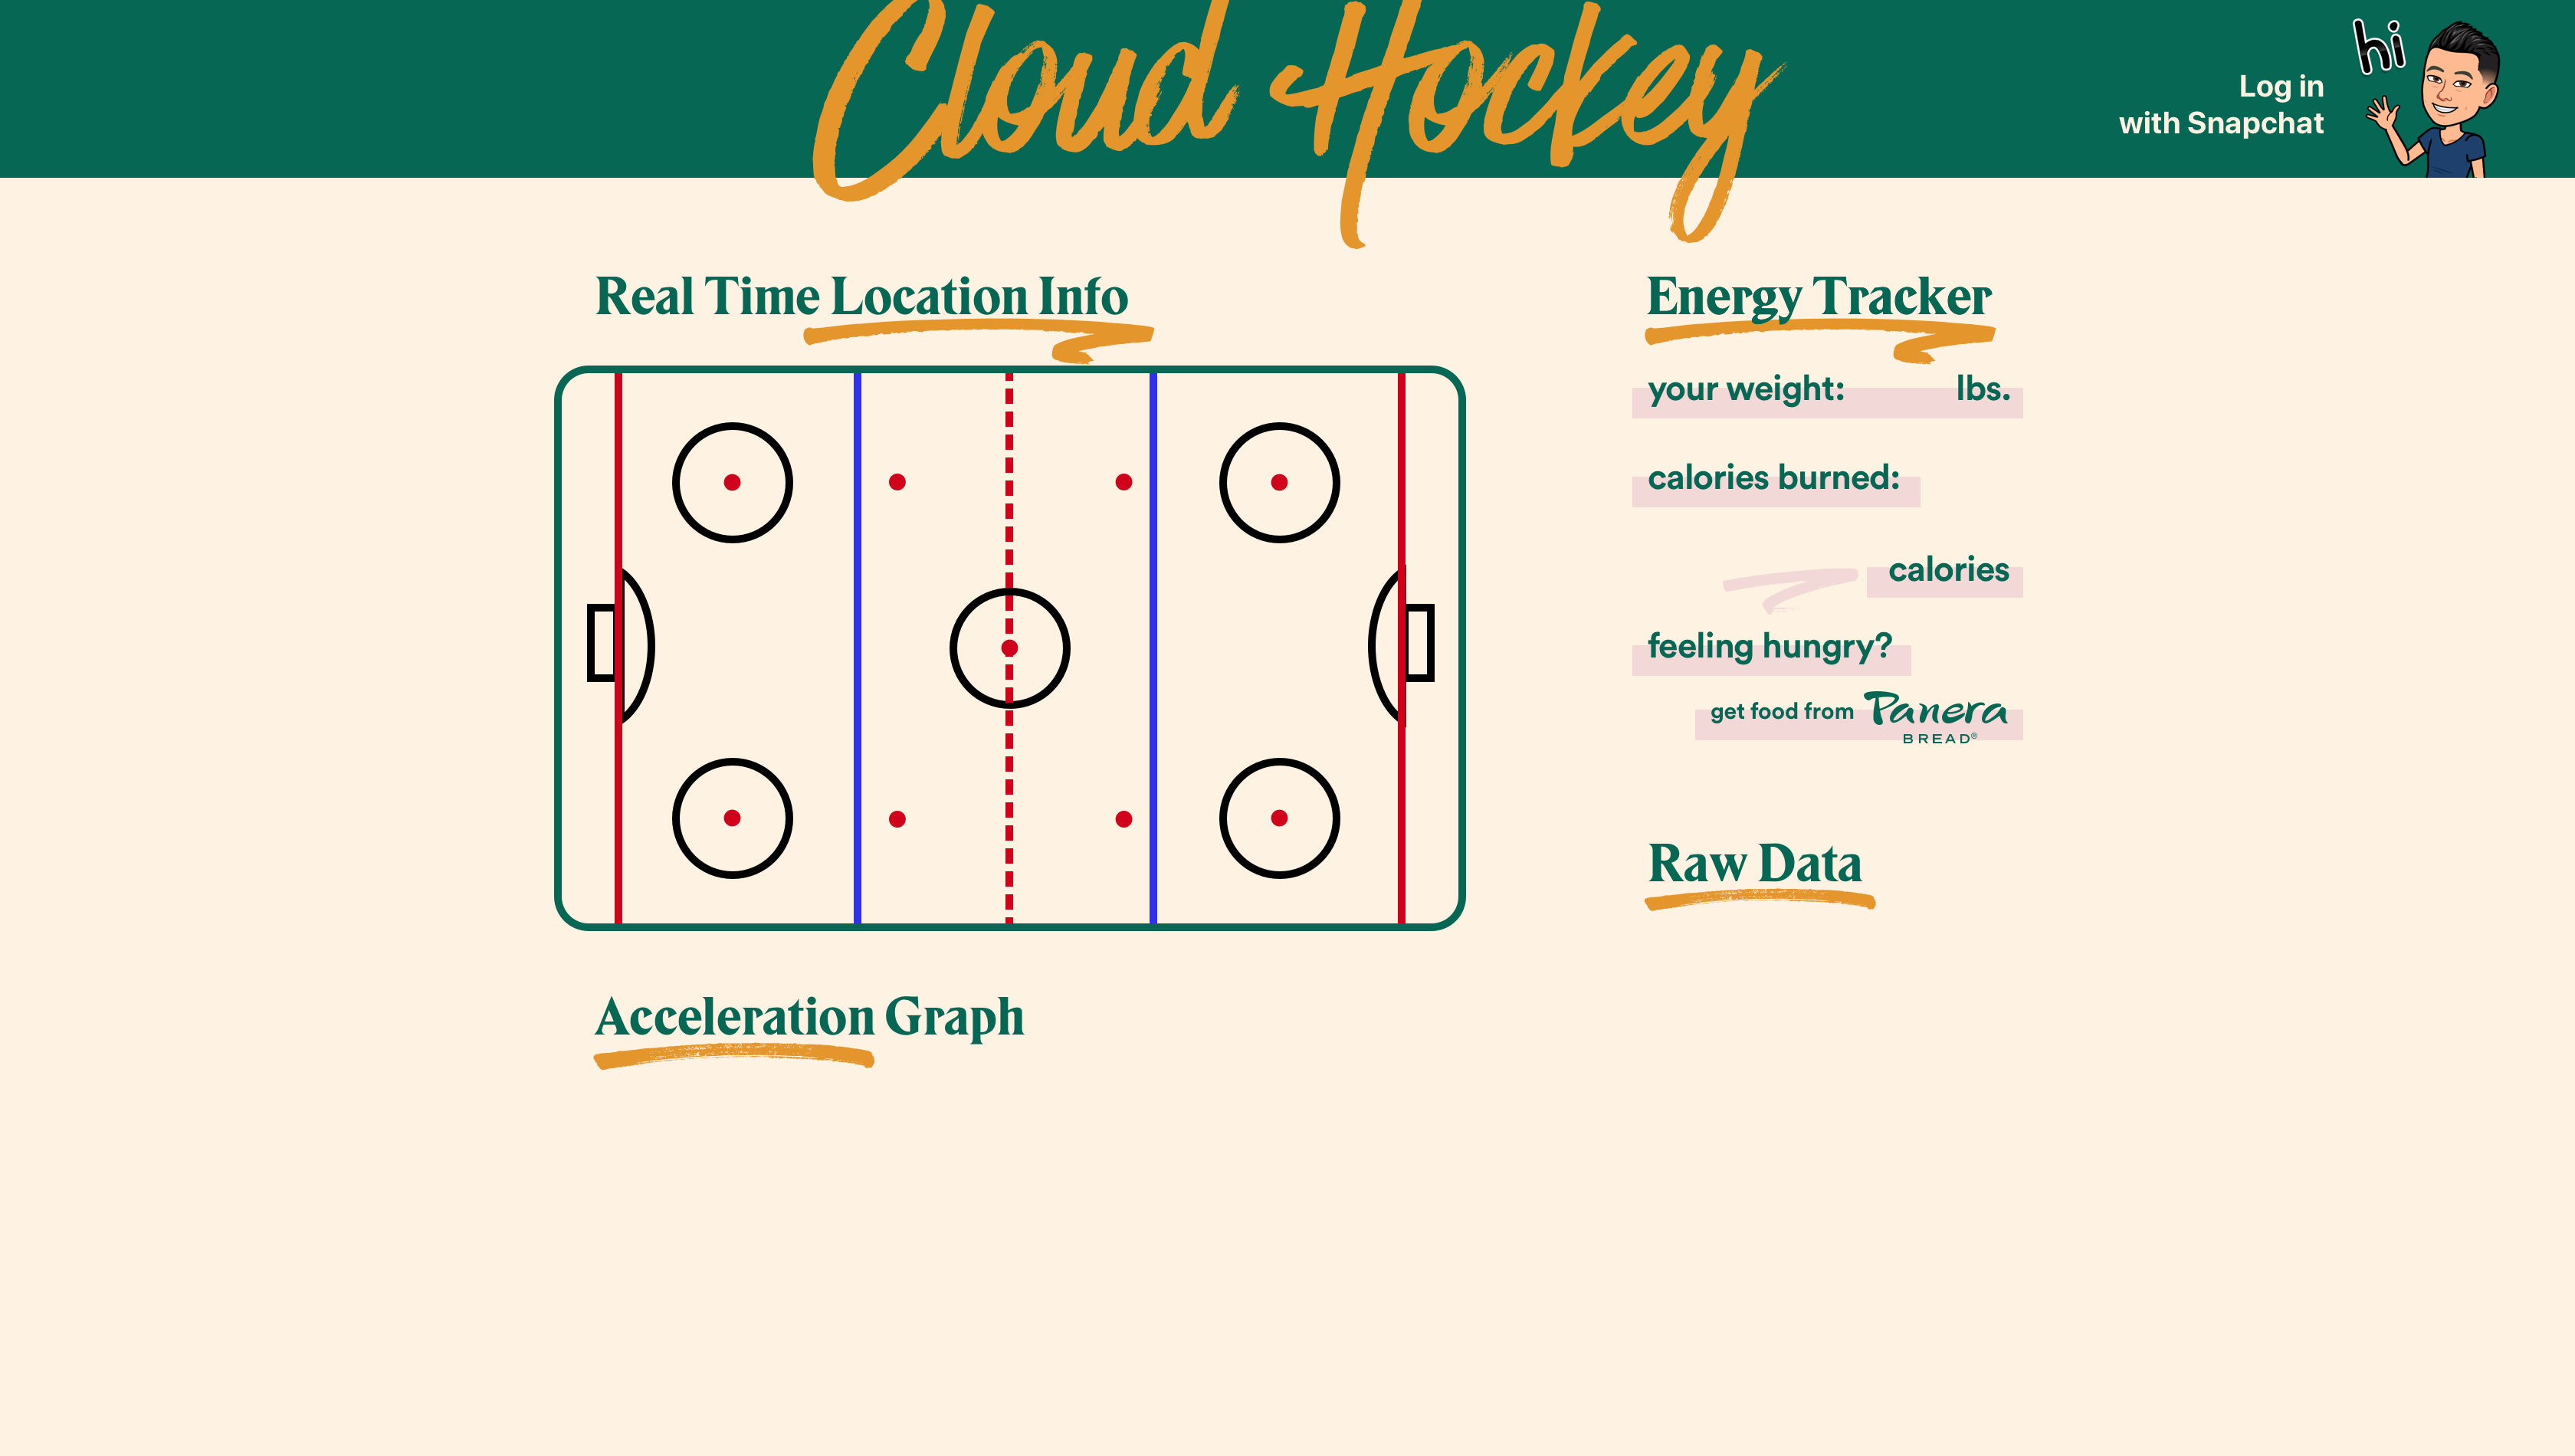 Cloud Hockey
hi
Log in
with Snapchat
Real Time Location Info
Energy Tracker
your weight: lbs.
calories burned:
calories
feeling hungry?
get food from Panera
BREAD®
Raw Data
Acceleration Graph